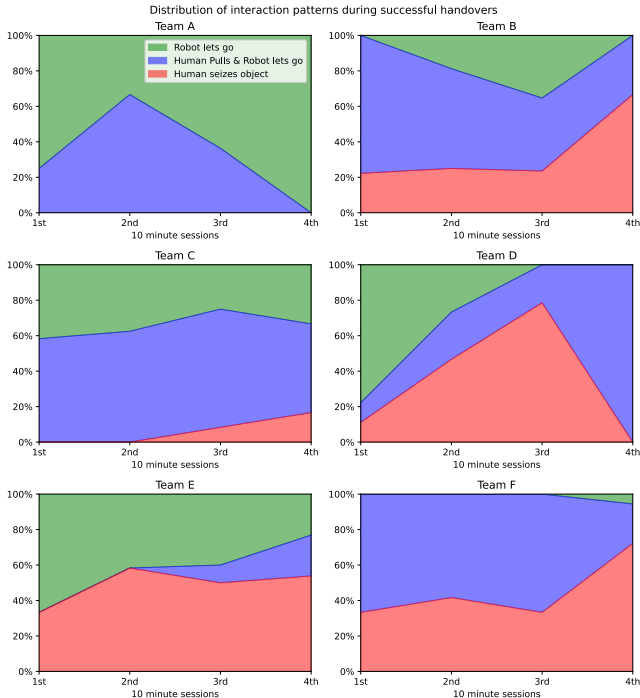 Distribution of interaction patterns during successful handovers
Team A
100%
80%
60%
40%
20%
0%
Robot lets go
Human Pulls & Robot lets go
Human seizes object
1st 2nd 3rd 4th
10 minute sessions
Team B
100%
80%
60%
40%
20%
0%
1st 2nd 3rd 4th
10 minute sessions
Team C
100%
80%
60%
40%
20%
0%
1st 2nd 3rd 4th
10 minute sessions
Team D
100%
80%
60%
40%
20%
0%
1st 2nd 3rd 4th
10 minute sessions
Team E
100%
80%
60%
40%
20%
0%
1st 2nd 3rd 4th
10 minute sessions
Team F
100%
80%
60%
40%
20%
0%
1st 2nd 3rd 4th
10 minute sessions